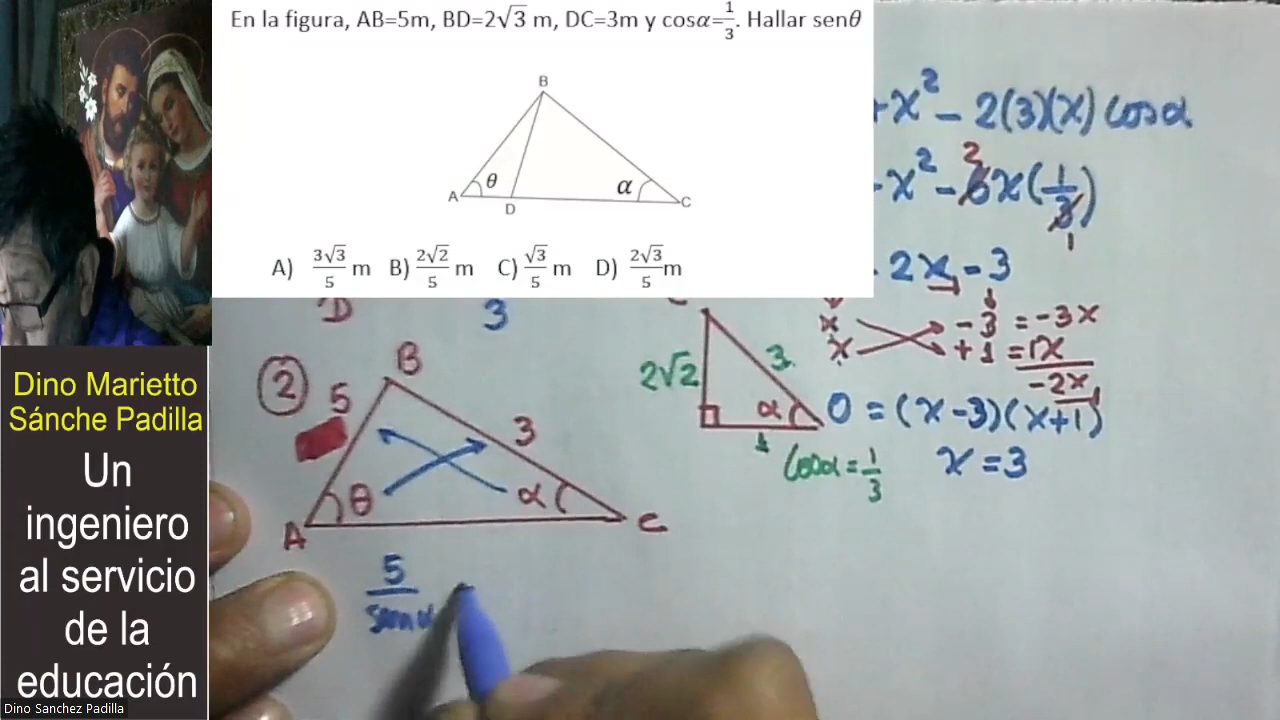 En la figura, AB=5m, BD=2√3 m, DC=3m y cosα=1/3. Hallar senθ
B
θ
α
A
D
C
A) 3√3/5 m B) 2√2/5 m C) √3/5 m D) 2√3/5 m
+x² - 2(3)(x) cosα
x² - 6x(1/3)
2
1
2x - 3
x - 3 = -3x
x + 1 = 1x
-2x
0 = (x-3)(x+1)
x = 3
D
3
2√2
3
α
1
cosα = 1/3
2
B
5
3
θ
α
A
C
5
sen α
Dino Marietto
Sánche Padilla
Un
ingeniero
al servicio
de la
educación
Dino Sanchez Padilla